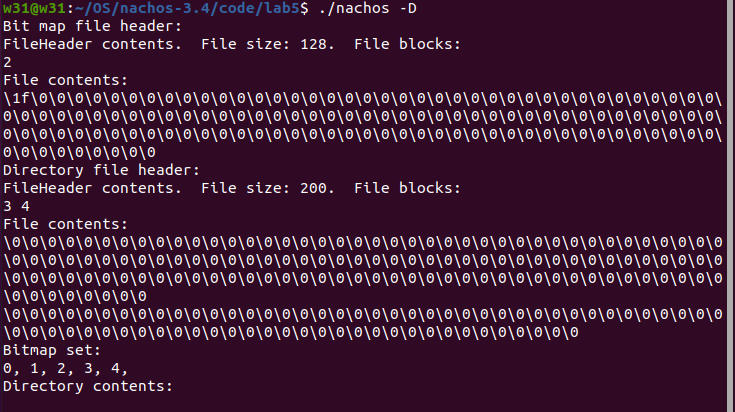 w31@w31:~/OS/nachos-3.4/code/lab5$ ./nachos -D
Bit map file header:
FileHeader contents.  File size: 128.  File blocks:
2
File contents:
\1f\0\0\0\0\0\0\0\0\0\0\0\0\0\0\0\0\0\0\0\0\0\0\0\0\0\0\0\0\0\0\0\0\0\0\0\0\0\0\
0\0\0\0\0\0\0\0\0\0\0\0\0\0\0\0\0\0\0\0\0\0\0\0\0\0\0\0\0\0\0\0\0\0\0\0\0\0\0\0\
0\0\0\0\0\0\0\0\0\0\0\0\0\0\0\0\0\0\0\0\0\0\0\0\0\0\0\0\0\0\0\0\0\0\0\0\0\0\0\0\
0\0\0\0\0\0\0\0\0
Directory file header:
FileHeader contents.  File size: 200.  File blocks:
3 4
File contents:
\0\0\0\0\0\0\0\0\0\0\0\0\0\0\0\0\0\0\0\0\0\0\0\0\0\0\0\0\0\0\0\0\0\0\0\0\0\0\0\0
\0\0\0\0\0\0\0\0\0\0\0\0\0\0\0\0\0\0\0\0\0\0\0\0\0\0\0\0\0\0\0\0\0\0\0\0\0\0\0\0
\0\0\0\0\0\0\0\0\0\0\0\0\0\0\0\0\0\0\0\0\0\0\0\0\0\0\0\0\0\0\0\0\0\0\0\0\0\0\0\0
\0\0\0\0\0\0\0\0
\0\0\0\0\0\0\0\0\0\0\0\0\0\0\0\0\0\0\0\0\0\0\0\0\0\0\0\0\0\0\0\0\0\0\0\0\0\0\0\0
\0\0\0\0\0\0\0\0\0\0\0\0\0\0\0\0\0\0\0\0\0\0\0\0\0\0\0\0\0\0\0\0
Bitmap set:
0, 1, 2, 3, 4,
Directory contents: